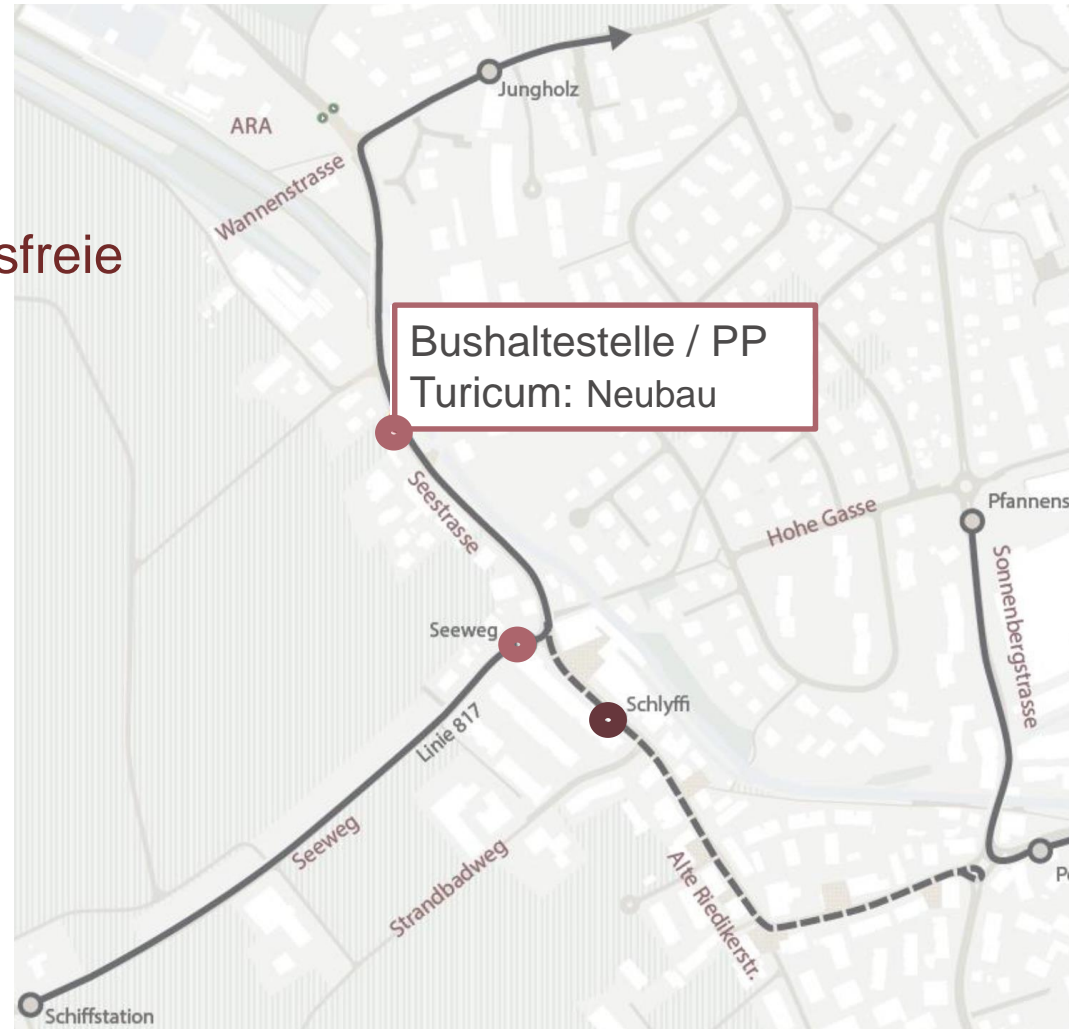 Jungholz
ARA
Wannenstrasse
sfreie
Bushaltestelle / PP
Turicum: Neubau
Seestrasse
Hohe Gasse
Pfannens
Sonnenbergstrasse
Seeweg
Schlyffi
Linie 817
Seeweg
Strandbadweg
Alte Riedikerstr.
P
Schiffstation